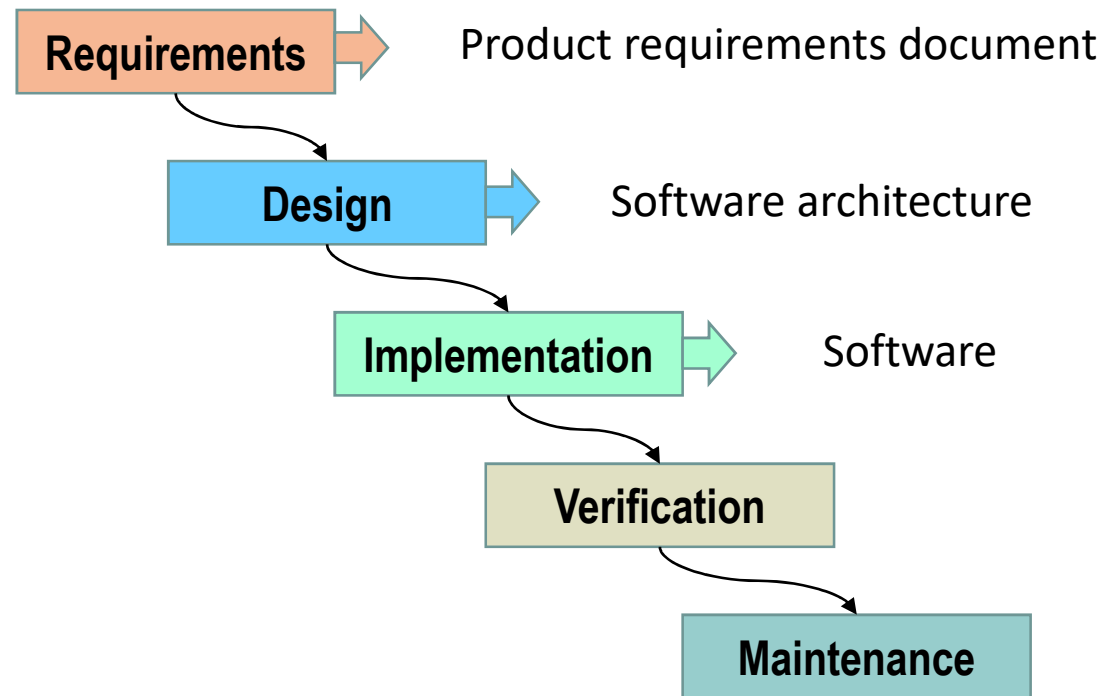 Requirements
Product requirements document
Design
Software architecture
Implementation
Software
Verification
Maintenance